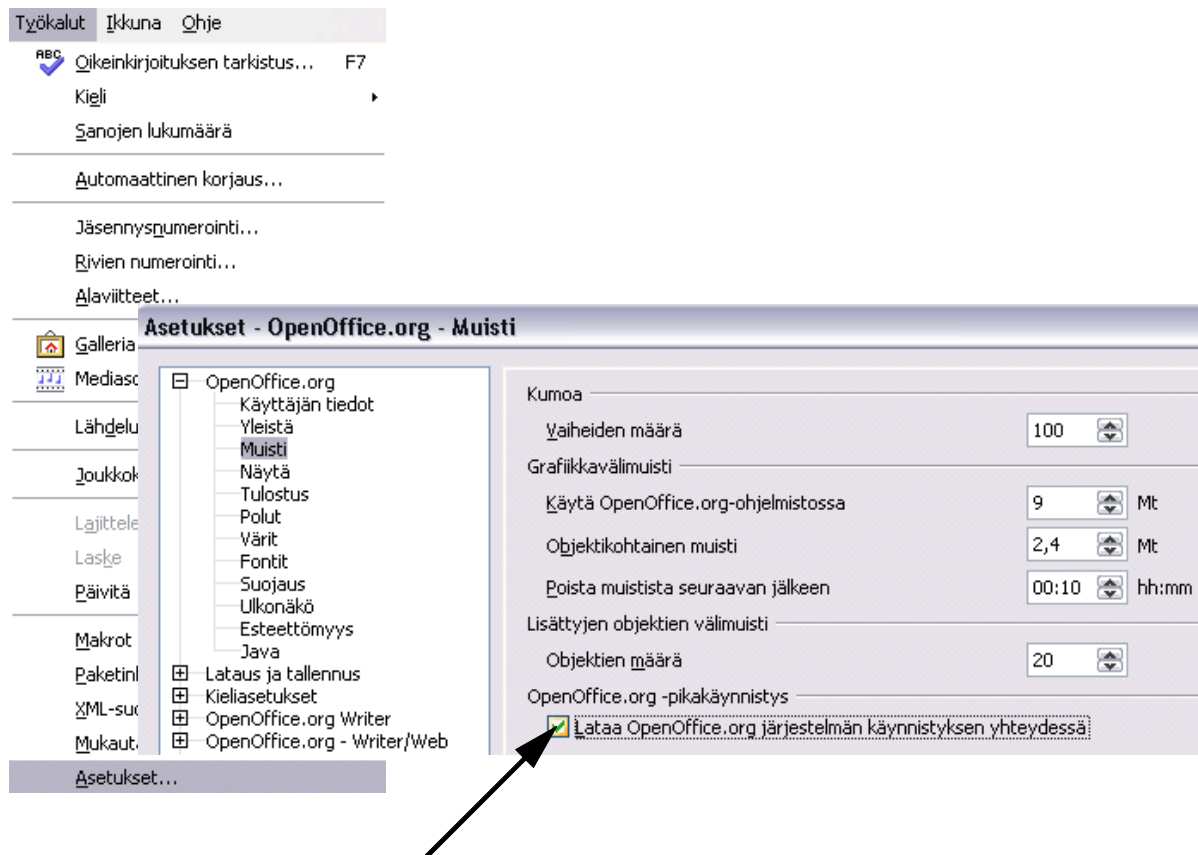 Työkalut Ikkuna Ohje
ABC Oikeinkirjoituksen tarkistus... F7
Kieli
Sanojen lukumäärä
Automaattinen korjaus...
Jäsennysnumerointi...
Rivien numerointi...
Alaviitteet...
Galleria
Mediaso
Lähdelu
Joukkok
Lajittele
Laske
Päivitä
Makrot
Paketinh
XML-suo
Mukauta
Asetukset...
Asetukset - OpenOffice.org - Muisti
OpenOffice.org
Käyttäjän tiedot
Yleistä
Muisti
Näytä
Tulostus
Polut
Värit
Fontit
Suojaus
Ulkonäkö
Esteettömyys
Java
Lataus ja tallennus
Kieliasetukset
OpenOffice.org Writer
OpenOffice.org - Writer/Web
Kumoa
Vaiheiden määrä 100
Grafiikkavälimuisti
Käytä OpenOffice.org-ohjelmistossa 9 Mt
Objektikohtainen muisti 2,4 Mt
Poista muistista seuraavan jälkeen 00:10 hh:mm
Lisättyjen objektien välimuisti
Objektien määrä 20
OpenOffice.org -pikakäynnistys
Lataa OpenOffice.org järjestelmän käynnistyksen yhteydessä